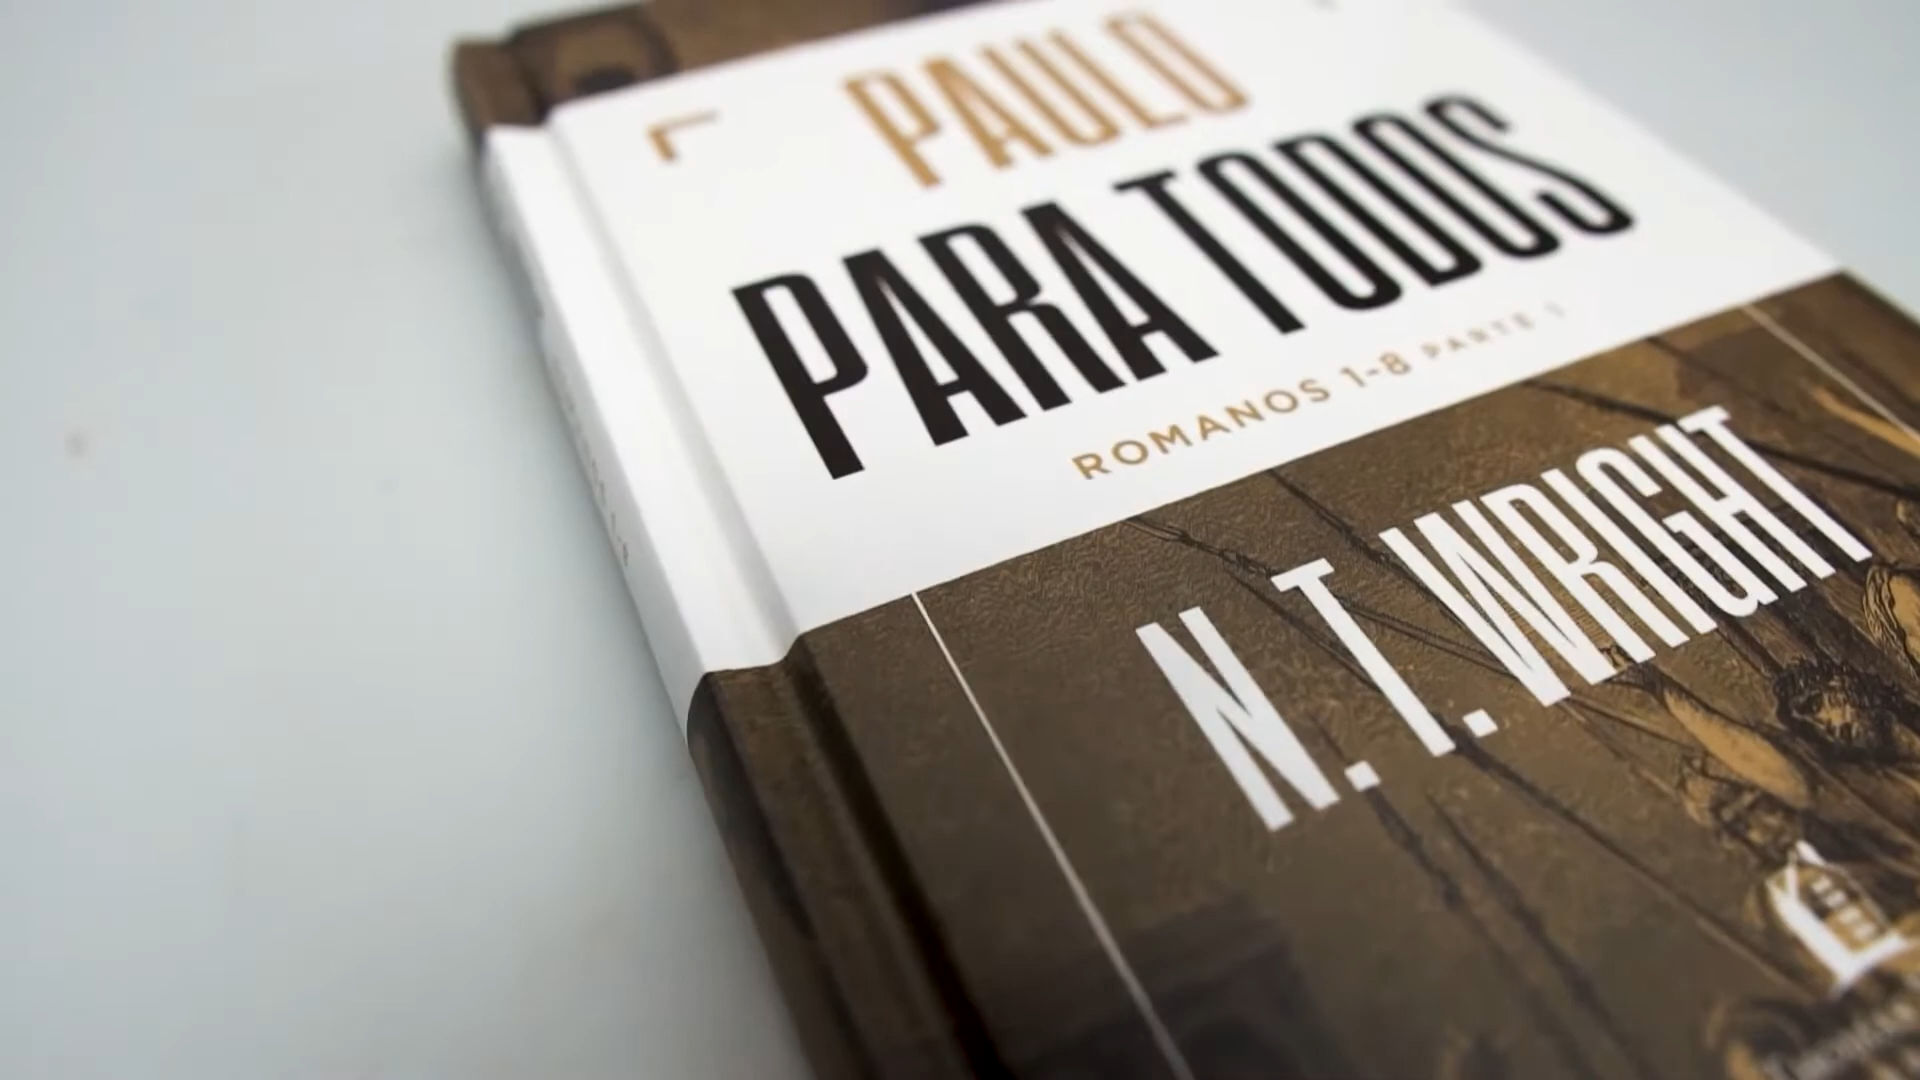 PAULO
PARA TODOS
ROMANOS 1-8 PARTE 1
N. T. WRIGHT